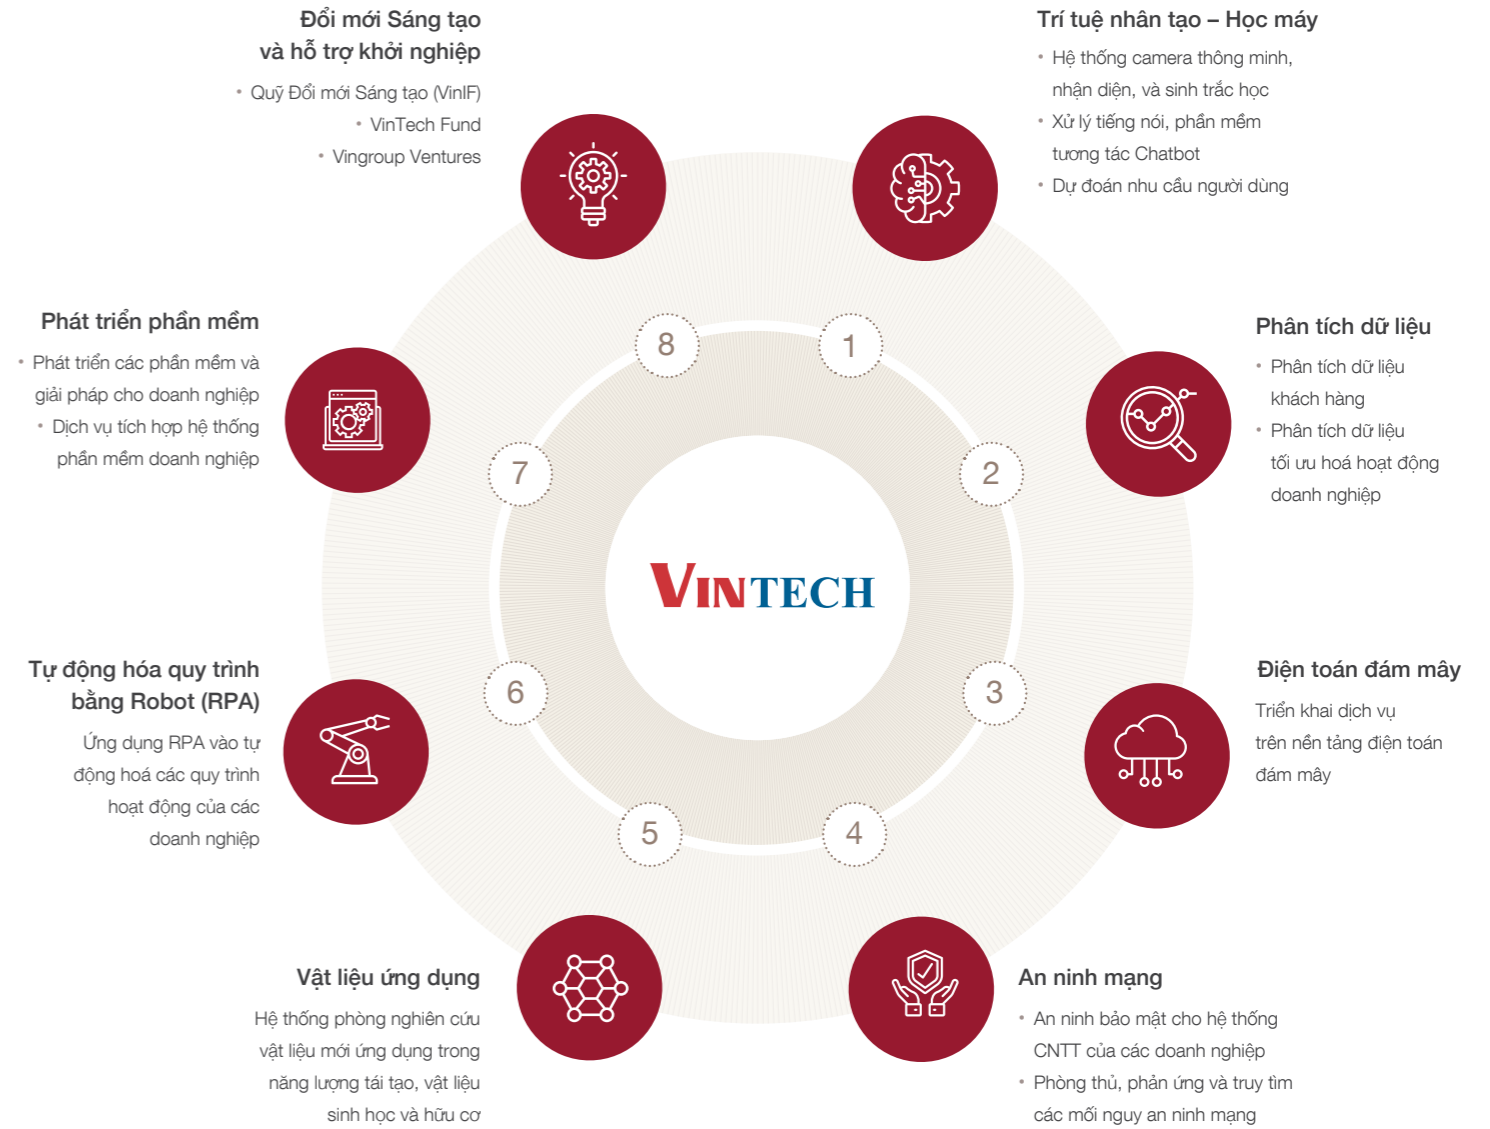 Đổi mới Sáng tạo
và hỗ trợ khởi nghiệp
• Quỹ Đổi mới Sáng tạo (VinIF)
• VinTech Fund
• Vingroup Ventures
Trí tuệ nhân tạo – Học máy
• Hệ thống camera thông minh,
nhận diện, và sinh trắc học
• Xử lý tiếng nói, phần mềm
tương tác Chatbot
• Dự đoán nhu cầu người dùng
Phát triển phần mềm
• Phát triển các phần mềm và
giải pháp cho doanh nghiệp
• Dịch vụ tích hợp hệ thống
phần mềm doanh nghiệp
8
1
Phân tích dữ liệu
• Phân tích dữ liệu
khách hàng
• Phân tích dữ liệu
tối ưu hoá hoạt động
doanh nghiệp
7
2
VINTECH
Tự động hóa quy trình
bằng Robot (RPA)
Ứng dụng RPA vào tự
động hoá các quy trình
hoạt động của các
doanh nghiệp
6
3
Điện toán đám mây
Triển khai dịch vụ
trên nền tảng điện toán
đám mây
5
4
Vật liệu ứng dụng
Hệ thống phòng nghiên cứu
vật liệu mới ứng dụng trong
năng lượng tái tạo, vật liệu
sinh học và hữu cơ
An ninh mạng
• An ninh bảo mật cho hệ thống
CNTT của các doanh nghiệp
• Phòng thủ, phản ứng và truy tìm
các mối nguy an ninh mạng